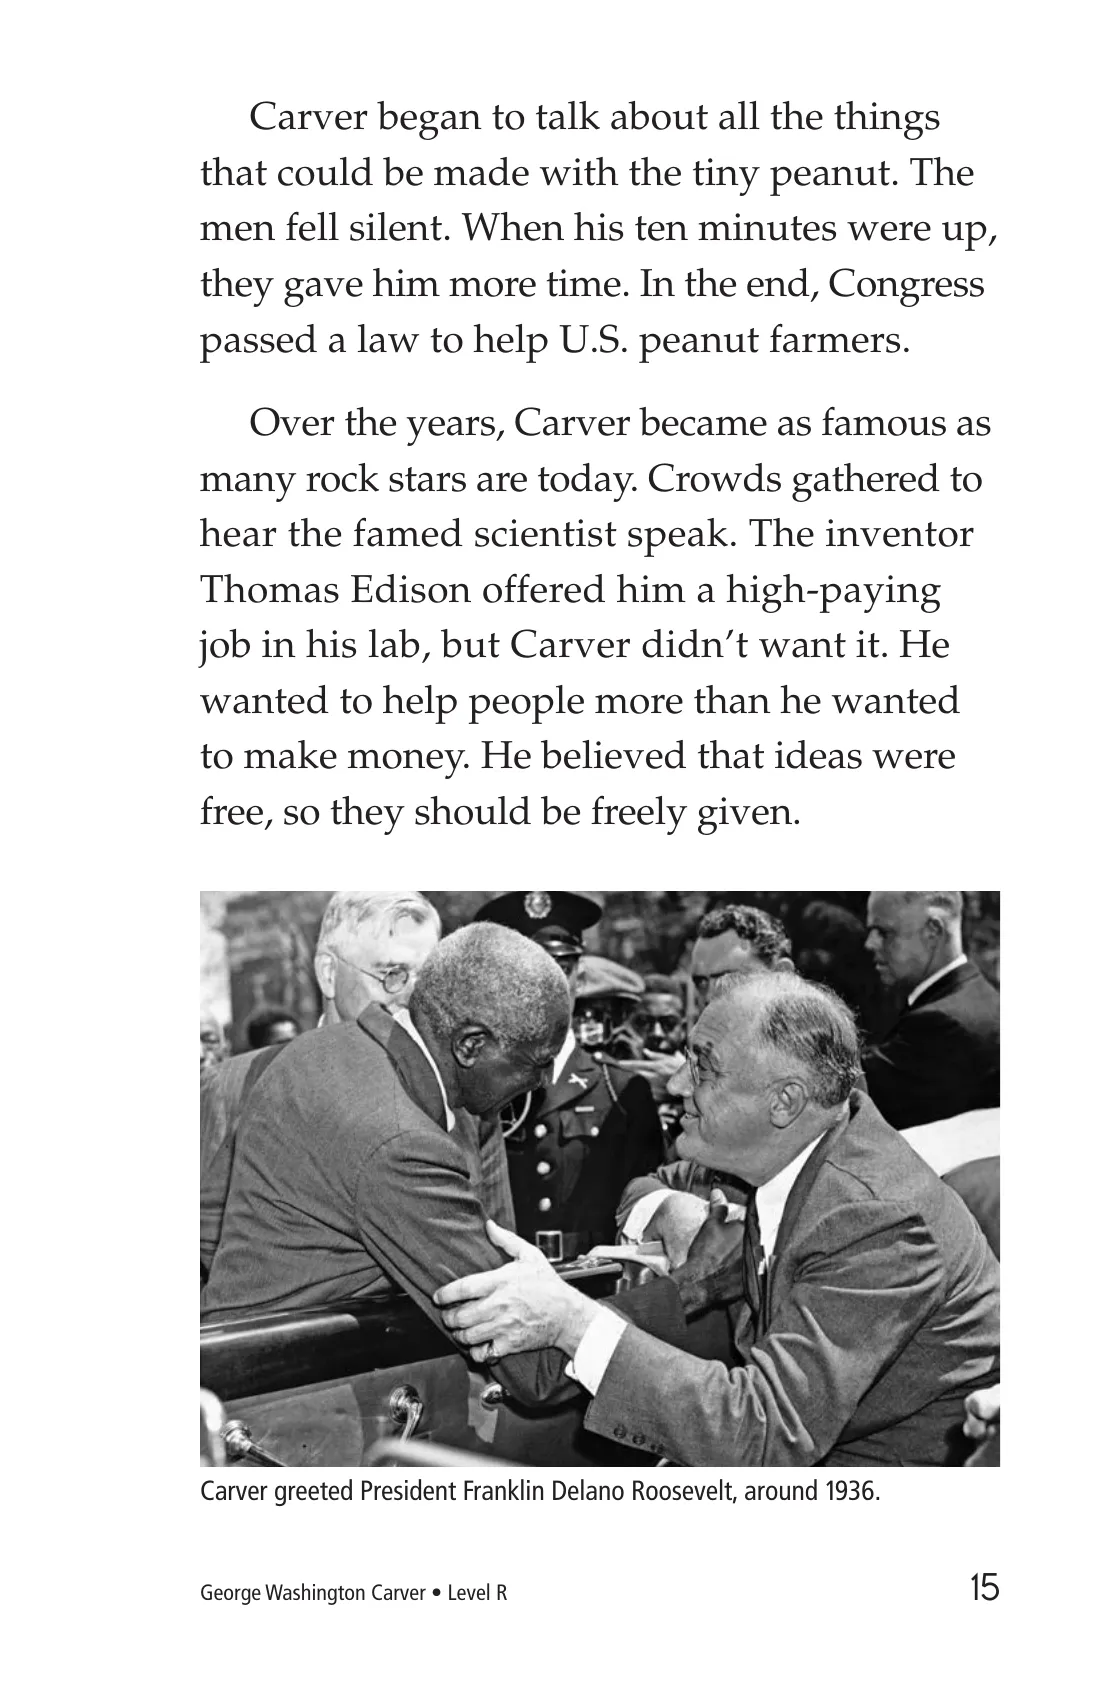 Carver began to talk about all the things
that could be made with the tiny peanut. The
men fell silent. When his ten minutes were up,
they gave him more time. In the end, Congress
passed a law to help U.S. peanut farmers.
Over the years, Carver became as famous as
many rock stars are today. Crowds gathered to
hear the famed scientist speak. The inventor
Thomas Edison offered him a high-paying
job in his lab, but Carver didn’t want it. He
wanted to help people more than he wanted
to make money. He believed that ideas were
free, so they should be freely given.
Carver greeted President Franklin Delano Roosevelt, around 1936.
George Washington Carver • Level R
15